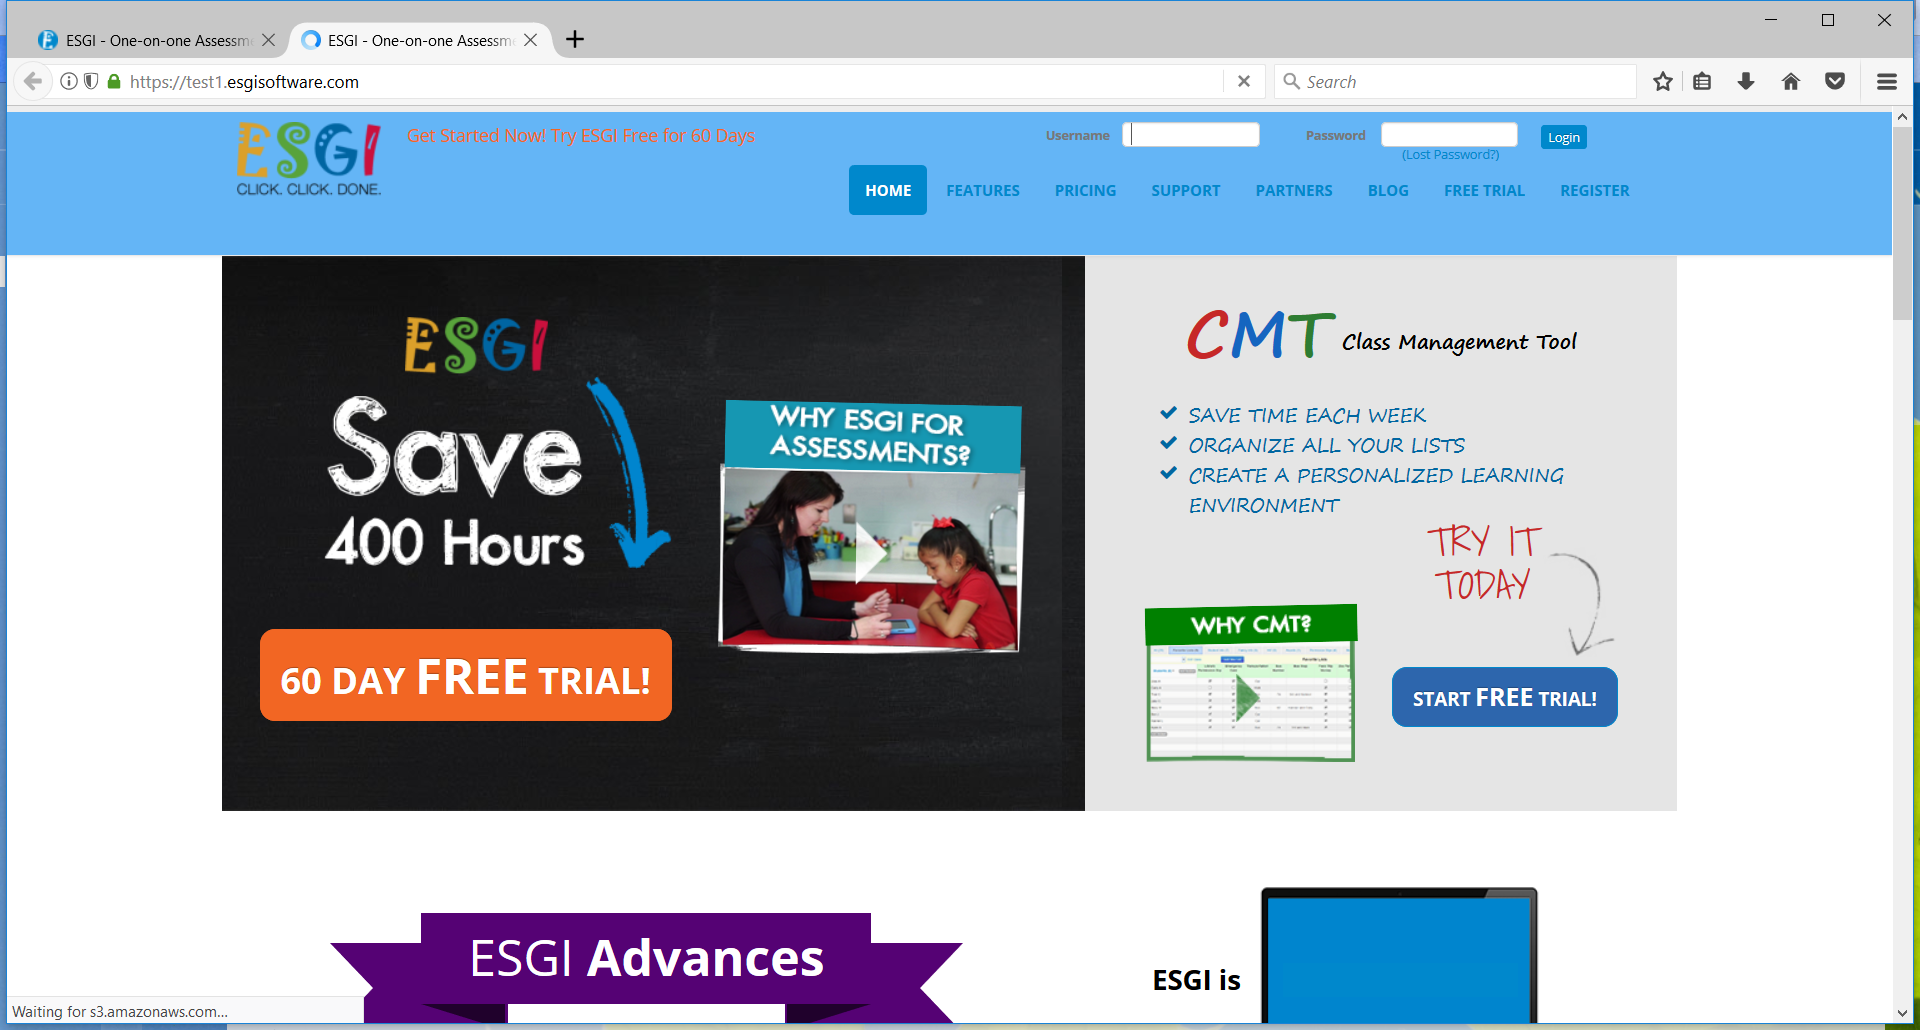 ESGI - One-on-one Assessm
ESGI - One-on-one Assessm
https://test1.esgisoftware.com
Search
ESGI
CLICK. CLICK. DONE.
Get Started Now! Try ESGI Free for 60 Days
Username
Password
Login
(Lost Password?)
HOME
FEATURES
PRICING
SUPPORT
PARTNERS
BLOG
FREE TRIAL
REGISTER
ESGI
Save
400 Hours
WHY ESGI FOR
ASSESSMENTS?
60 DAY FREE TRIAL!
CMT Class Management Tool
SAVE TIME EACH WEEK
ORGANIZE ALL YOUR LISTS
CREATE A PERSONALIZED LEARNING
ENVIRONMENT
TRY IT
TODAY
WHY CMT?
START FREE TRIAL!
ESGI Advances
ESGI is
Waiting for s3.amazonaws.com...